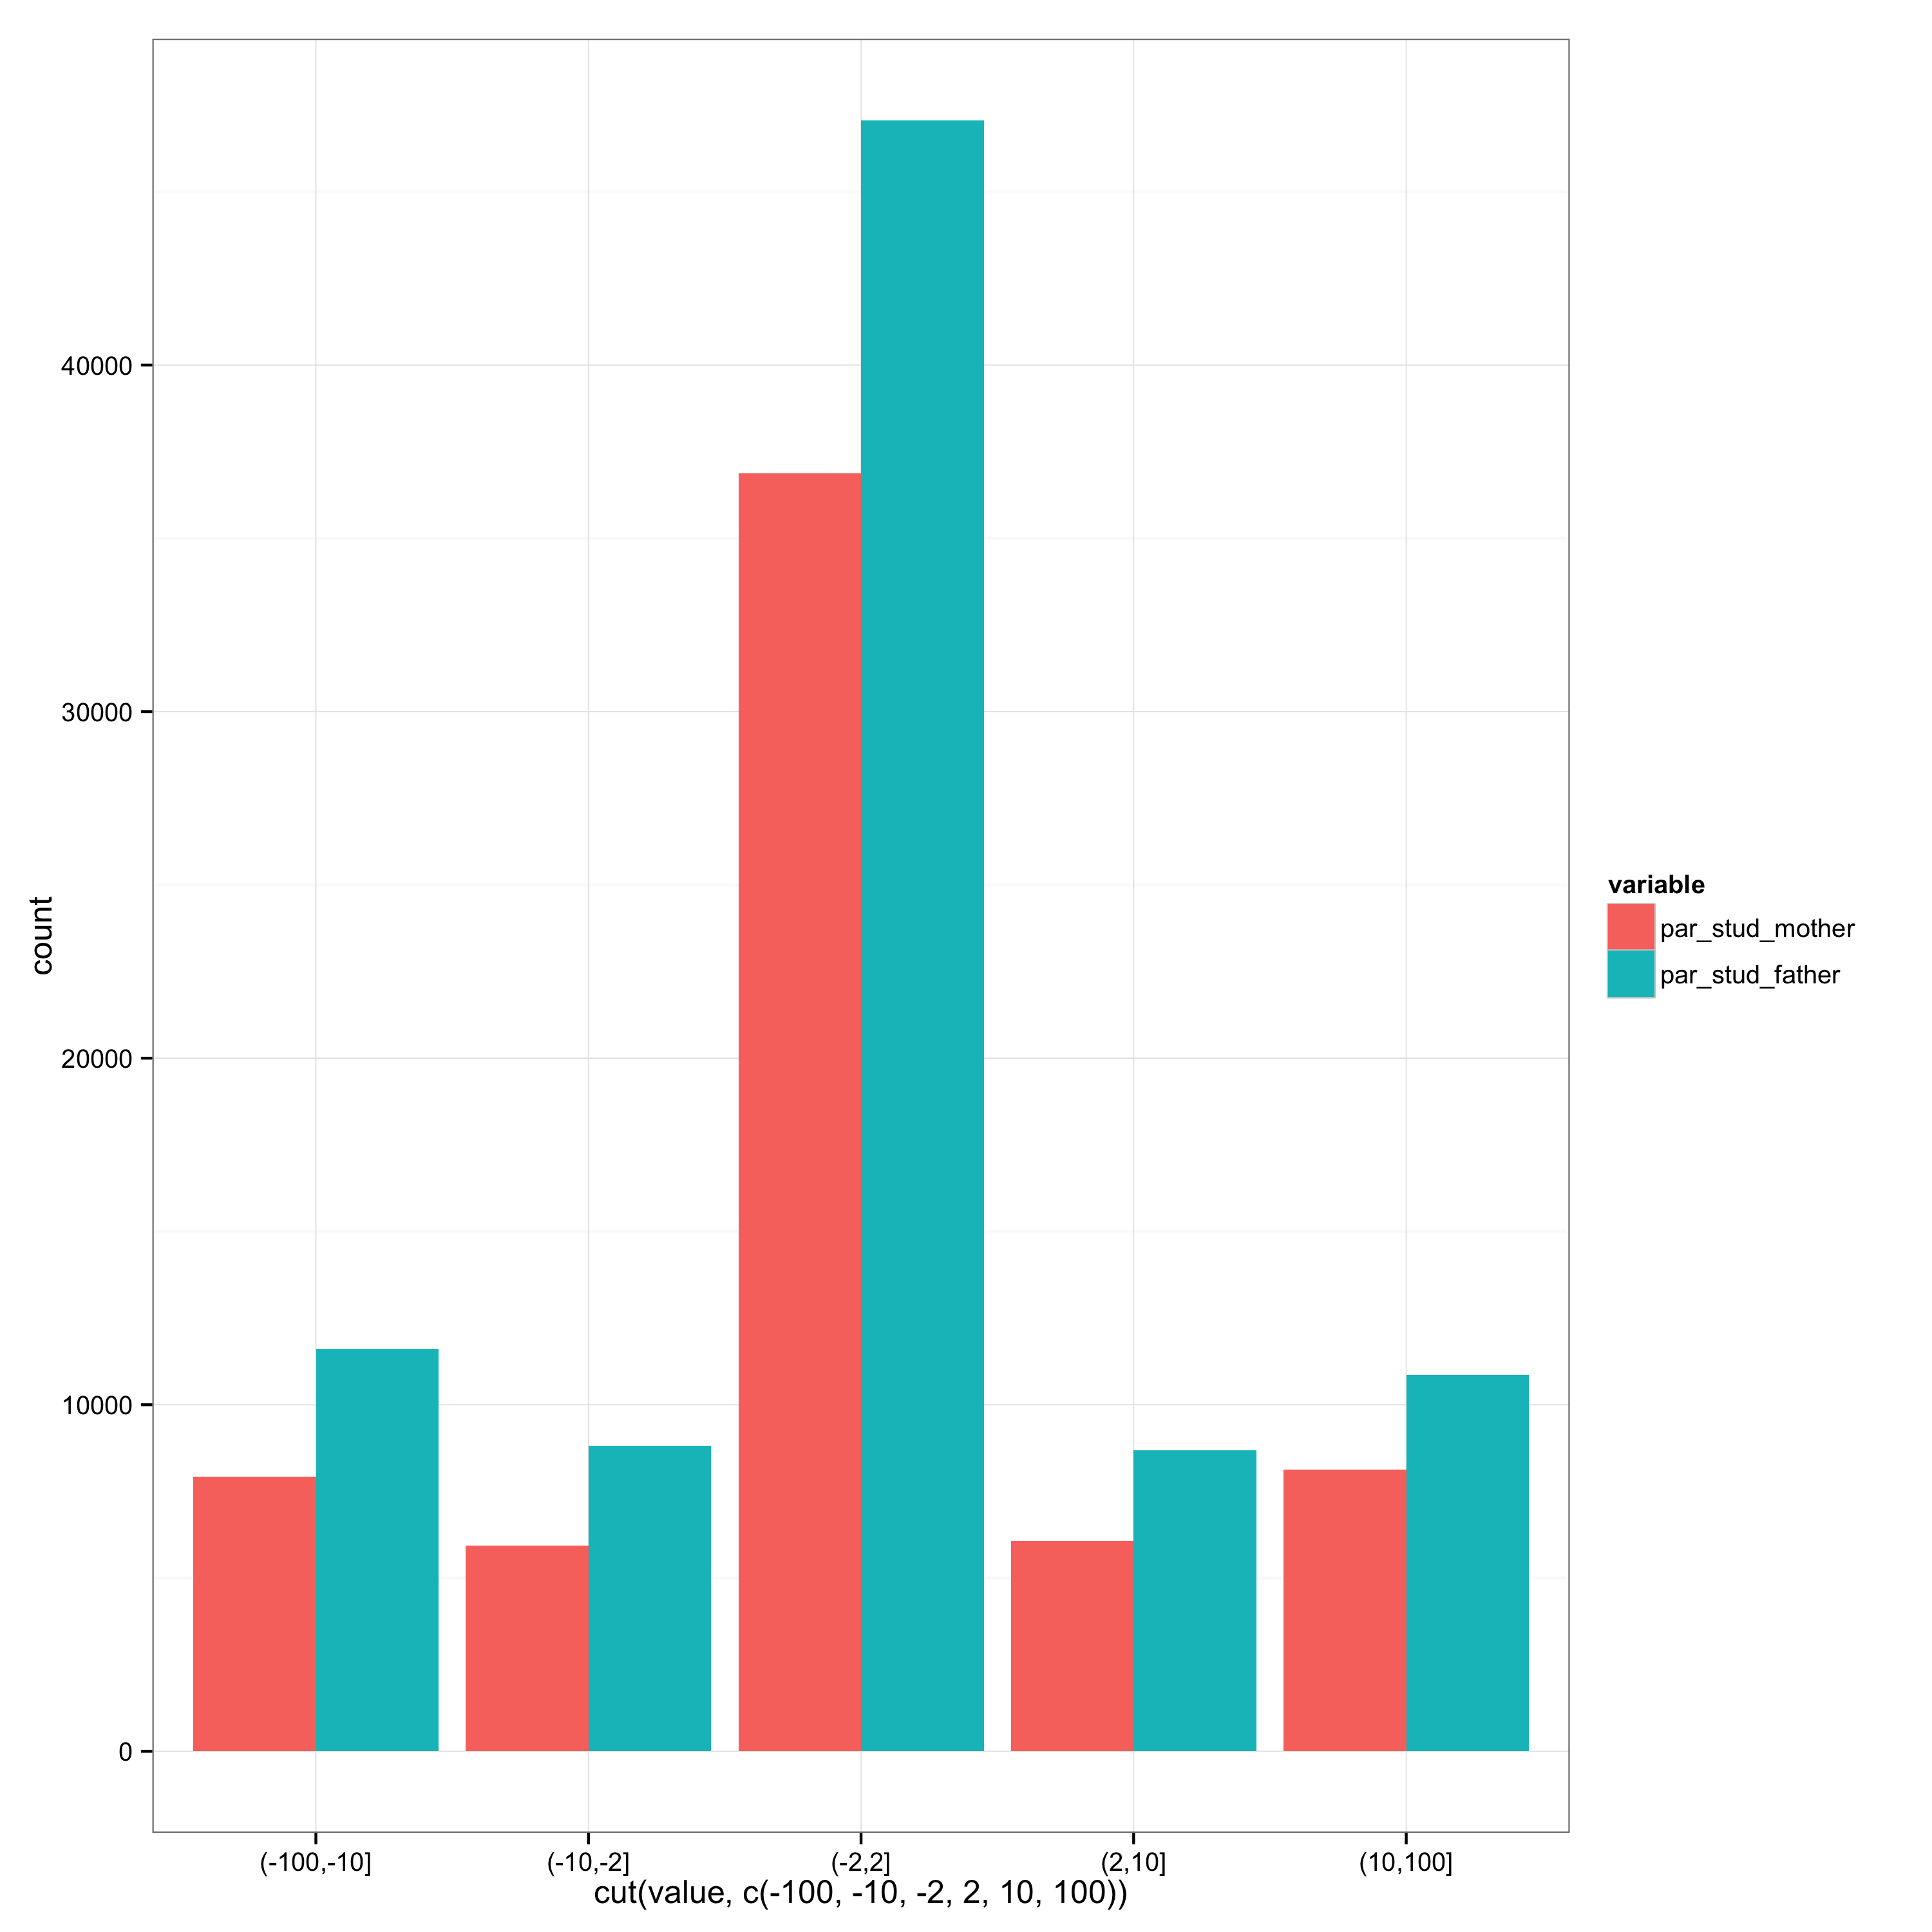 count
40000
30000
20000
10000
0
(-100,-10]
(-10,-2]
(-2,2]
(2,10]
(10,100]
cut(value, c(-100, -10, -2, 2, 10, 100))
variable
par_stud_mother
par_stud_father